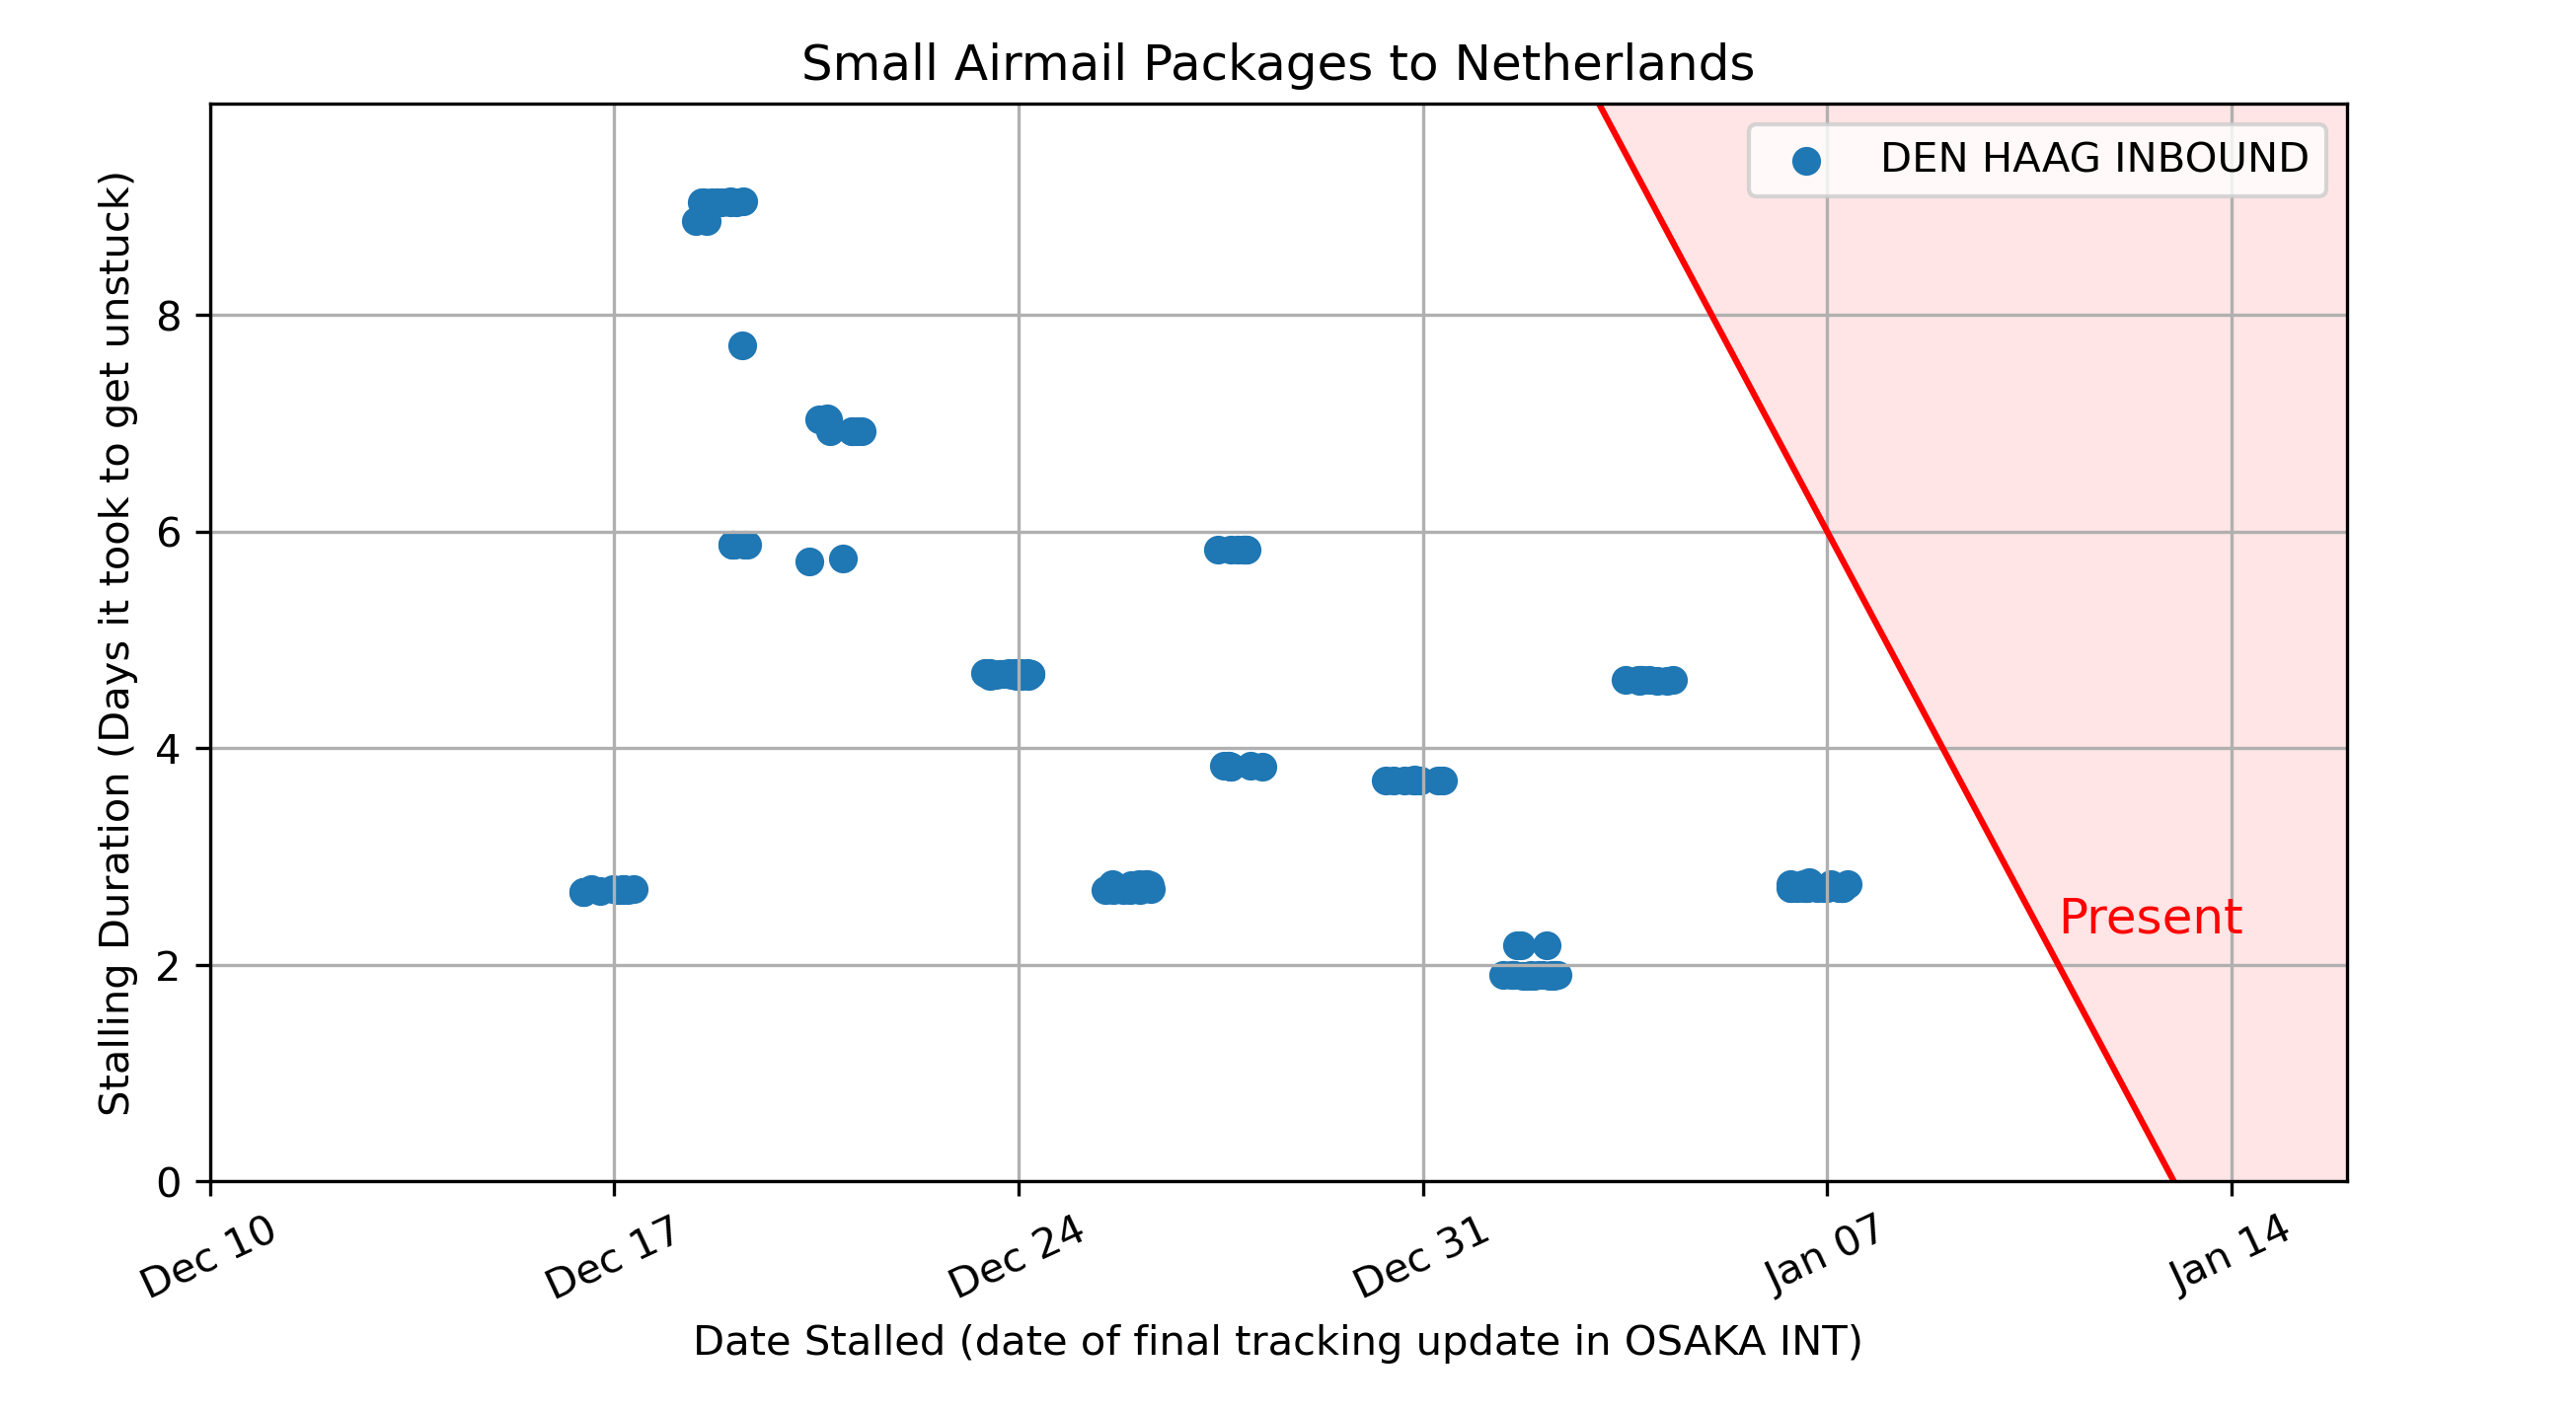 Small Airmail Packages to Netherlands
DEN HAAG INBOUND
Stalling Duration (Days it took to get unstuck)
8
6
4
2
0
Present
Dec 10
Dec 17
Dec 24
Dec 31
Jan 07
Jan 14
Date Stalled (date of final tracking update in OSAKA INT)